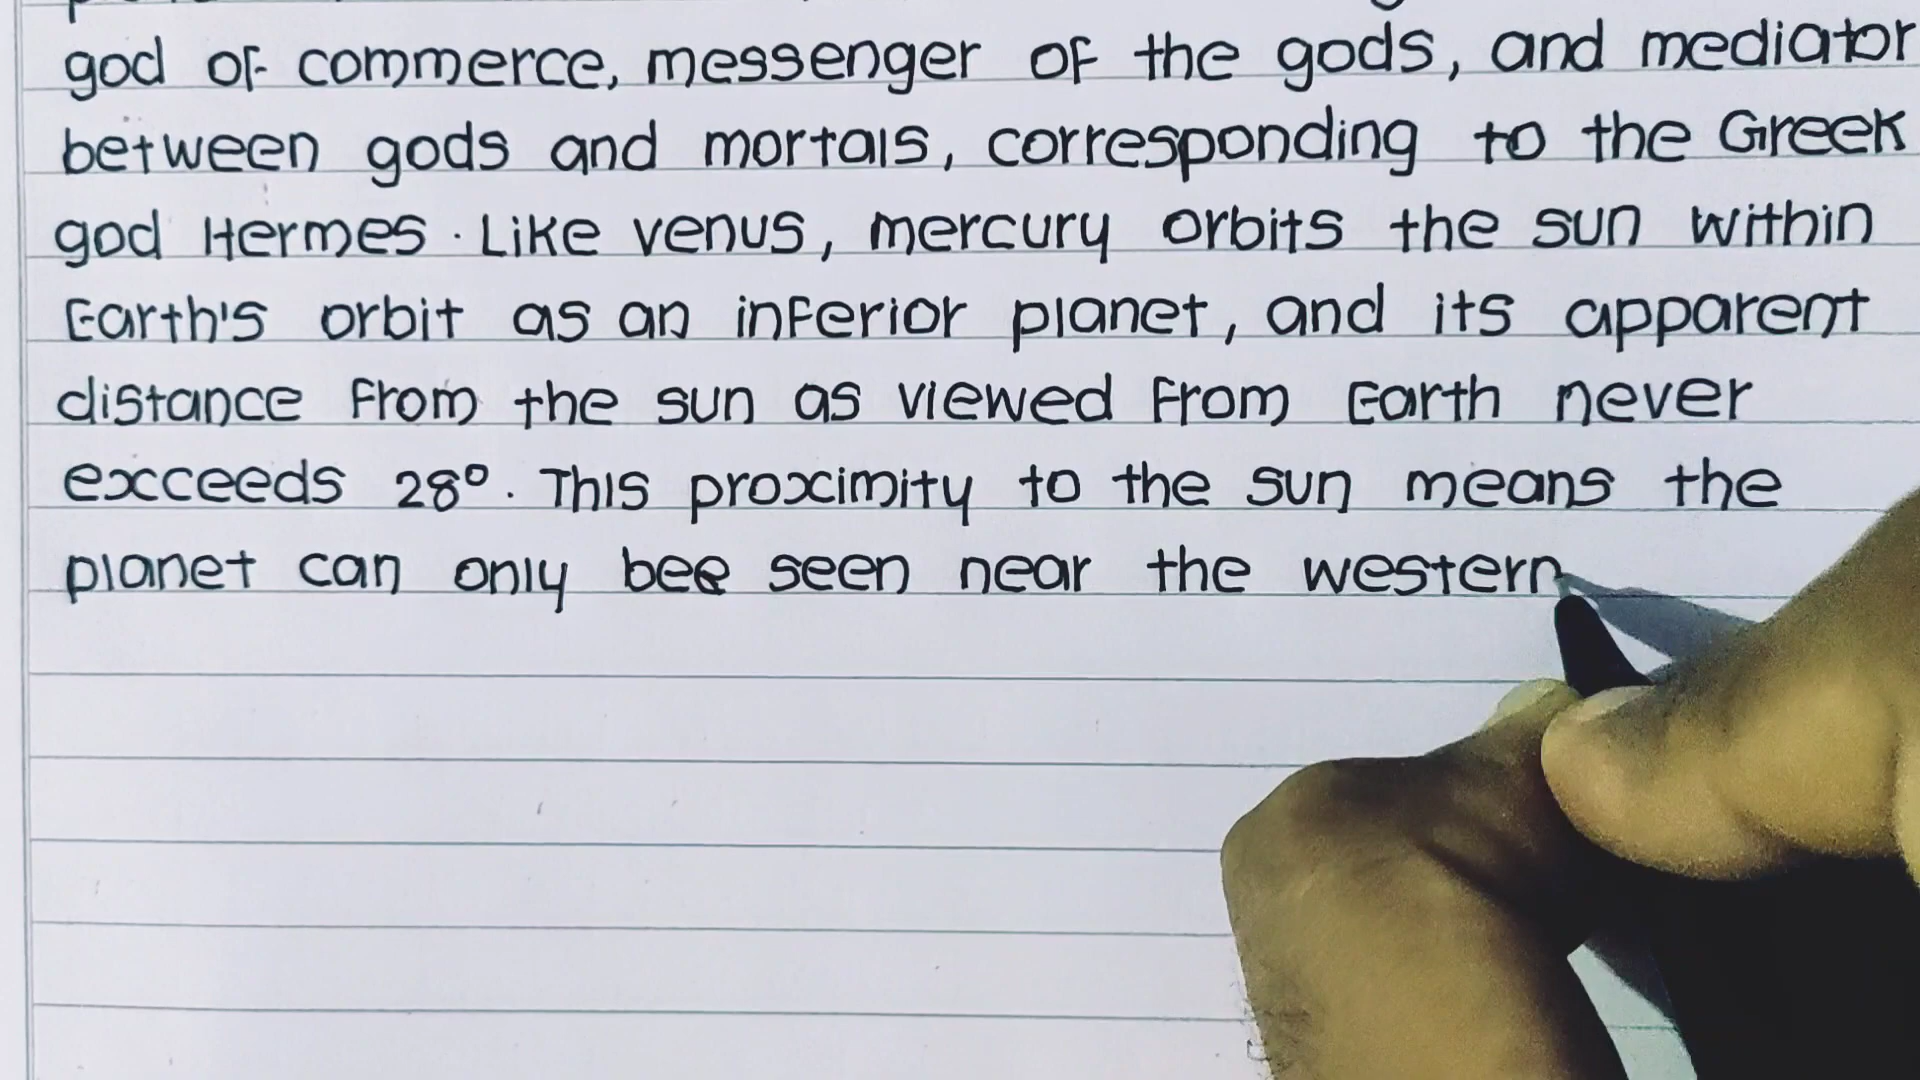 god of commerce, messenger of the gods, and mediator
between gods and mortals, corresponding to the Greek
god Hermes. Like venus, mercury orbits the sun within
Earth's orbit as an inferior planet, and its apparent
distance from the sun as viewed from Earth never
exceeds 28°. This proximity to the sun means the
planet can only bee seen near the western